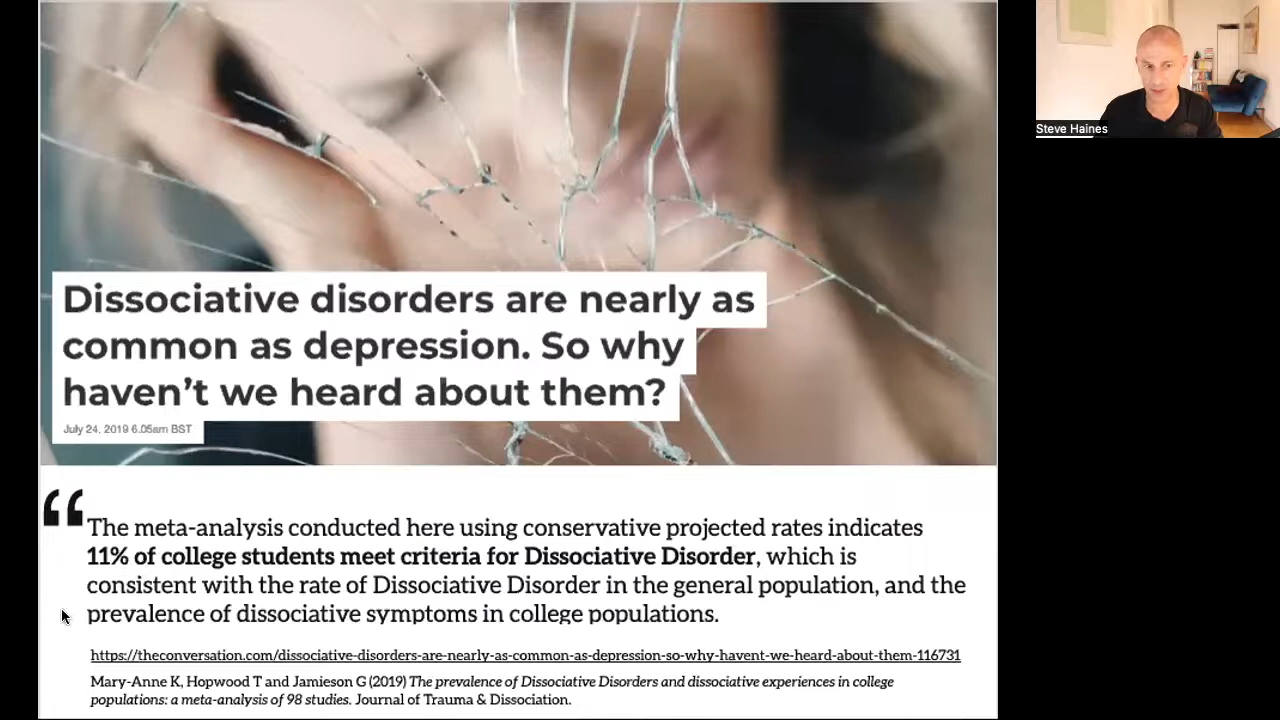 Steve Haines
Dissociative disorders are nearly as
common as depression. So why
haven’t we heard about them?
July 24, 2019 6.05am BST
“
The meta-analysis conducted here using conservative projected rates indicates
11% of college students meet criteria for Dissociative Disorder, which is
consistent with the rate of Dissociative Disorder in the general population, and the
prevalence of dissociative symptoms in college populations.
https://theconversation.com/dissociative-disorders-are-nearly-as-common-as-depression-so-why-havent-we-heard-about-them-116731
Mary-Anne K, Hopwood T and Jamieson G (2019) The prevalence of Dissociative Disorders and dissociative experiences in college
populations: a meta-analysis of 98 studies. Journal of Trauma & Dissociation.